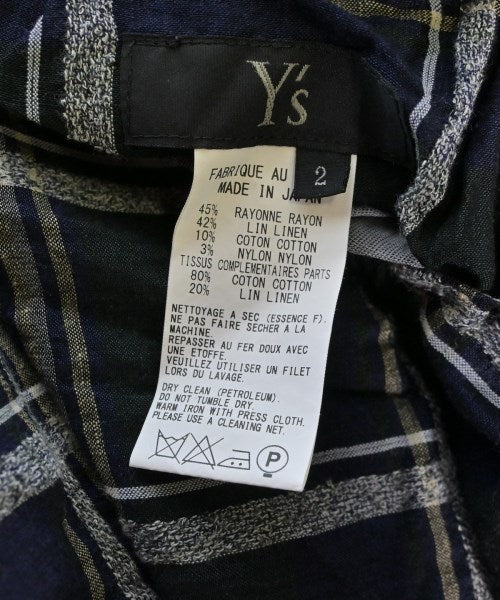 Y's
2
FABRIQUE AU
MADE IN JAPAN
45% RAYONNE RAYON
42% LIN LINEN
10% COTON COTTON
3% NYLON NYLON
TISSUS COMPLEMENTAIRES PARTS
80% COTON COTTON
20% LIN LINEN
NETTOYAGE A SEC (ESSENCE F).
NE PAS FAIRE SECHER A LA
MACHINE.
REPASSER AU FER DOUX AVEC
UNE ETOFFE.
VEUILLEZ UTILISER UN FILET
LORS DU LAVAGE.
DRY CLEAN (PETROLEUM).
DO NOT TUMBLE DRY.
WARM IRON WITH PRESS CLOTH.
PLEASE USE A CLEANING NET.
P